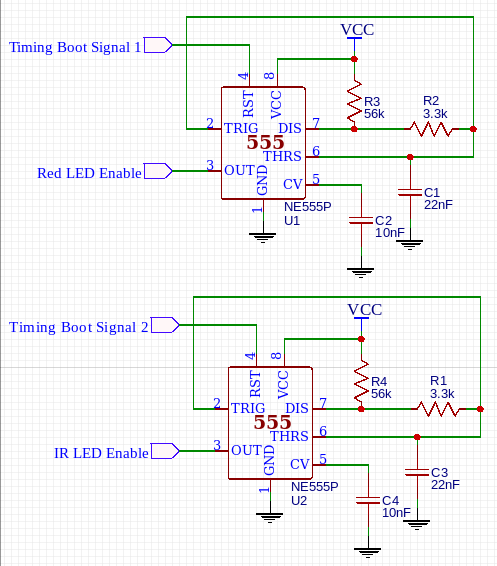 VCC
Timing Boot Signal 1
4
8
RST
VCC
R3
56k
R2
3.3k
2
TRIG
DIS
7
555
THRS
6
Red LED Enable
3
OUT
GND
CV
5
C1
22nF
1
NE555P
U1
C2
10nF
VCC
Timing Boot Signal 2
4
8
RST
VCC
R4
56k
R1
3.3k
2
TRIG
DIS
7
555
THRS
6
IR LED Enable
3
OUT
GND
CV
5
C3
22nF
1
NE555P
U2
C4
10nF